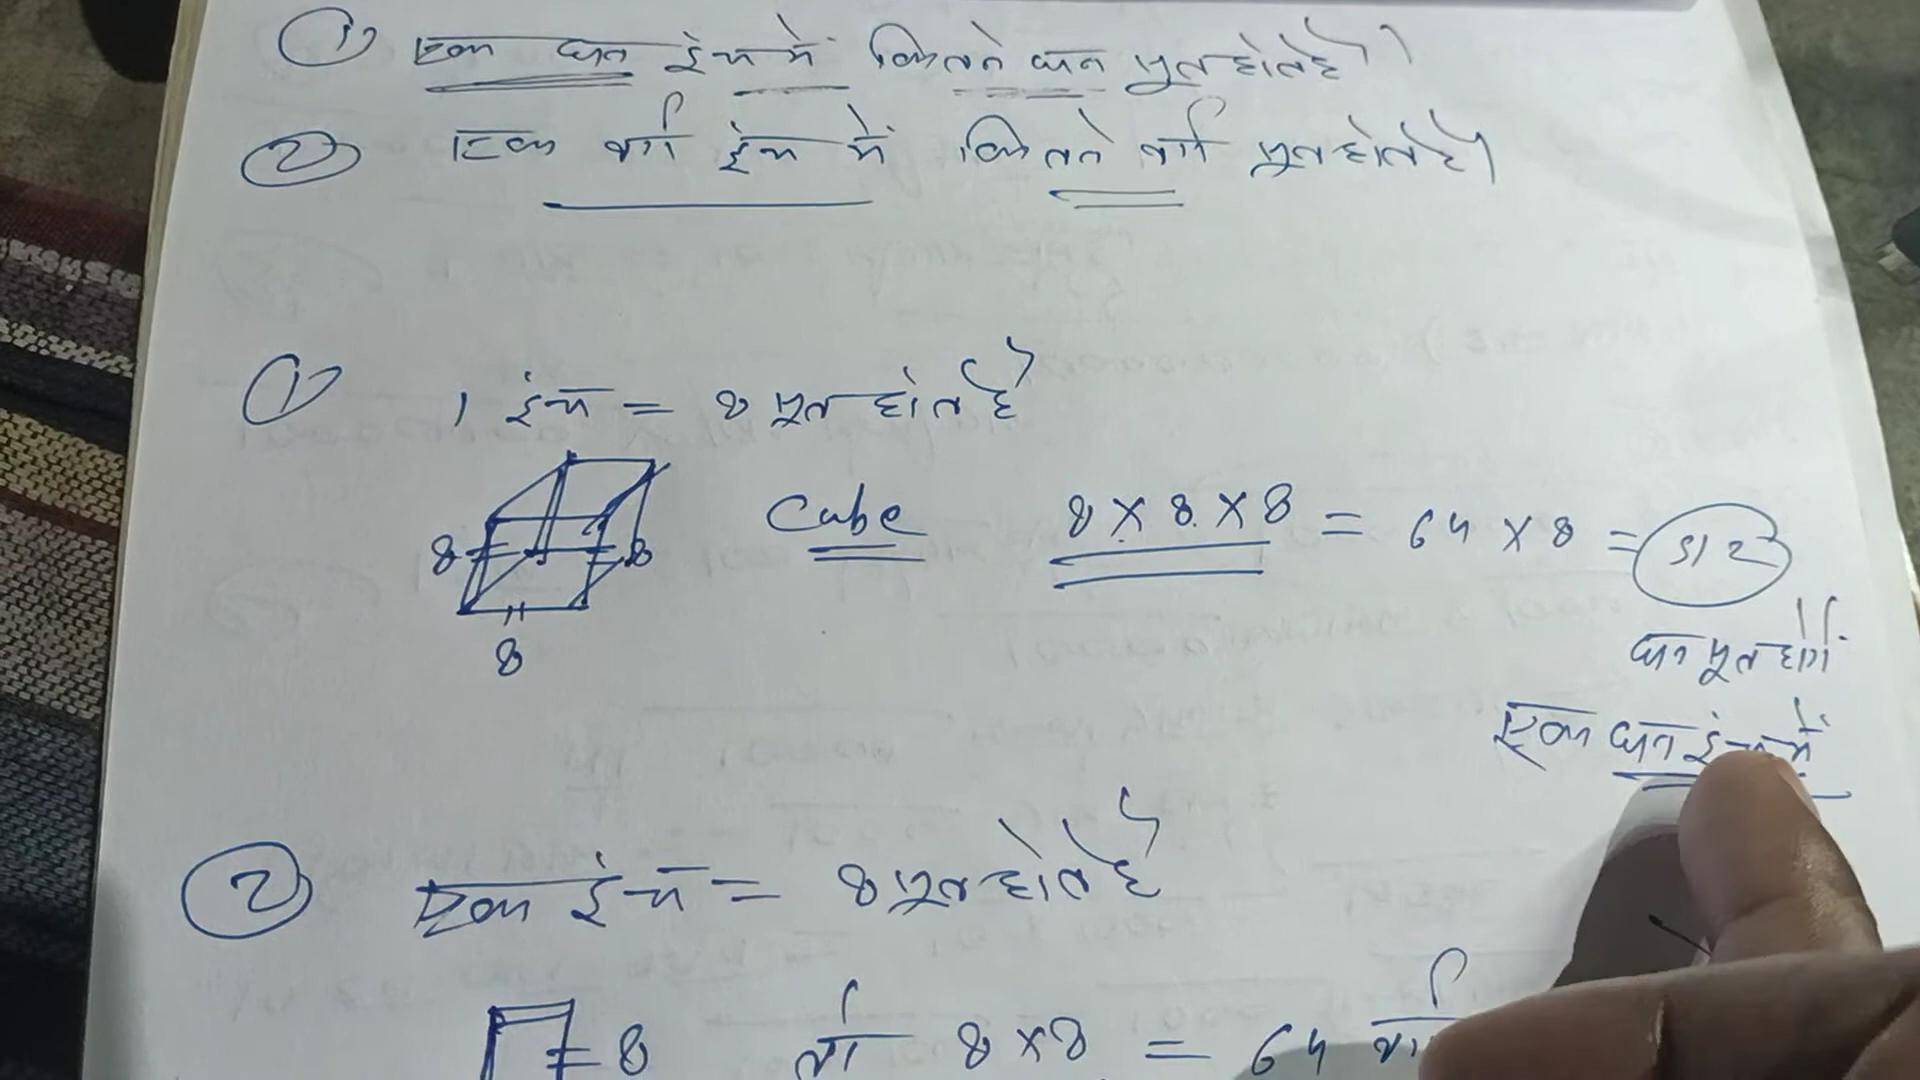 ① एक घन इंच में कितने घन सूत होते है।
② एक वर्ग इंच में कितने वर्ग सूत होते है।
① 1 इंच = 8 सूत होते है
8 8 8
Cube 8 × 8 × 8 = 64 × 8 = 512
घन सूत होंगे
एक घन इंच में
② एक इंच = 8 सूत होते है
8 वर्ग 8 × 8 = 64